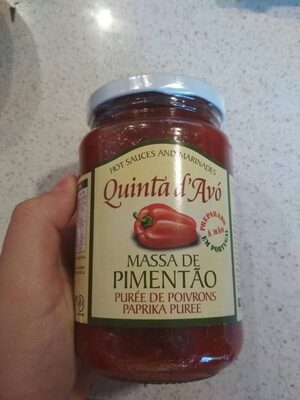 HOT SAUCES AND MARINADES
Quinta d'Avó
PREPARADO
À MÃO
EM PORTUGAL
MASSA DE
PIMENTÃO
PURÉE DE POIVRONS
PAPRIKA PUREE